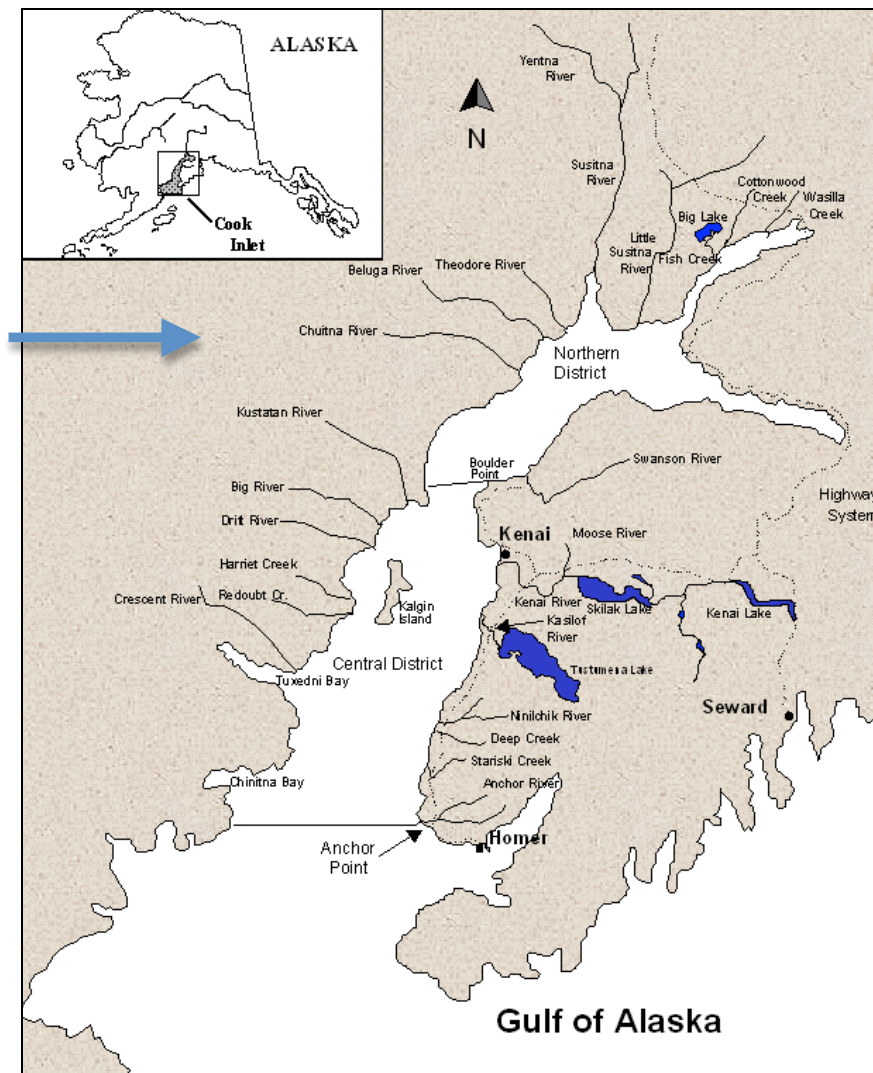 ALASKA
Cook
Inlet
Yentna
River
N
Susitna
River
Cottonwood
Creek
Wasilla
Creek
Big Lake
Little
Susitna
River
Fish Creek
Beluga River
Theodore River
Chuitna River
Northern
District
Kustatan River
Boulder
Point
Swanson River
Big River
Highway
System
Drift River
Kenai
Moose River
Harriet Creek
Crescent River
Redoubt Cr.
Kalgin
Island
Kenai River
Skilak Lake
Kenai Lake
Kasilof
River
Central District
Tustumena Lake
Tuxedni Bay
Seward
Ninilchik River
Deep Creek
Stariski Creek
Chinitna Bay
Anchor River
Anchor
Point
Homer
Gulf of Alaska